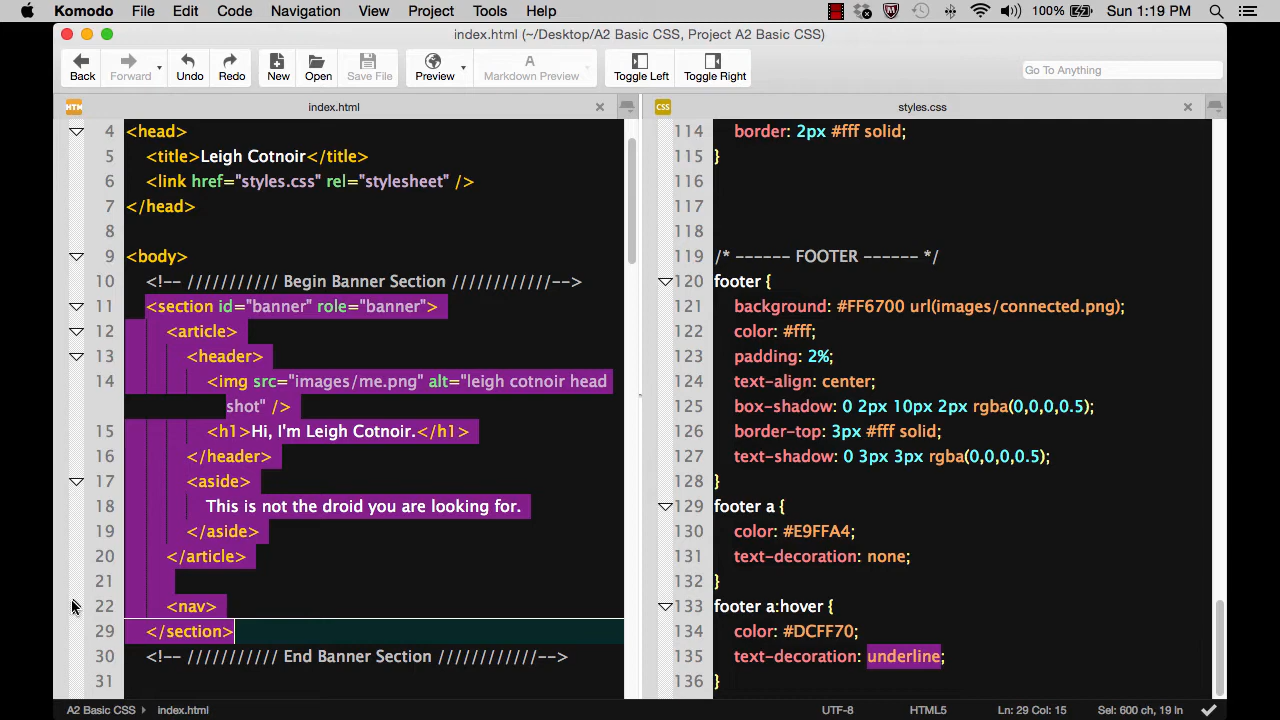 Komodo File Edit Code Navigation View Project Tools Help 100% Sun 1:19 PM
index.html (~/Desktop/A2 Basic CSS, Project A2 Basic CSS)
Back Forward Undo Redo New Open Save File Preview Markdown Preview Toggle Left Toggle Right Go To Anything
index.html
4 <head>
5 <title>Leigh Cotnoir</title>
6 <link href="styles.css" rel="stylesheet" />
7 </head>
8
9 <body>
10 <!-- /////////// Begin Banner Section ////////////-->
11 <section id="banner" role="banner">
12 <article>
13 <header>
14 <img src="images/me.png" alt="leigh cotnoir head
shot" />
15 <h1>Hi, I'm Leigh Cotnoir.</h1>
16 </header>
17 <aside>
18 This is not the droid you are looking for.
19 </aside>
20 </article>
21
22 <nav>
29 </section>
30 <!-- /////////// End Banner Section ////////////-->
31
styles.css
114 border: 2px #fff solid;
115 }
116
117
118
119 /* ------ FOOTER ------ */
120 footer {
121 background: #FF6700 url(images/connected.png);
122 color: #fff;
123 padding: 2%;
124 text-align: center;
125 box-shadow: 0 2px 10px 2px rgba(0,0,0,0.5);
126 border-top: 3px #fff solid;
127 text-shadow: 0 3px 3px rgba(0,0,0,0.5);
128 }
129 footer a {
130 color: #E9FFA4;
131 text-decoration: none;
132 }
133 footer a:hover {
134 color: #DCFF70;
135 text-decoration: underline;
136 }
A2 Basic CSS index.html UTF-8 HTML5 Ln: 29 Col: 15 Sel: 600 ch, 19 ln